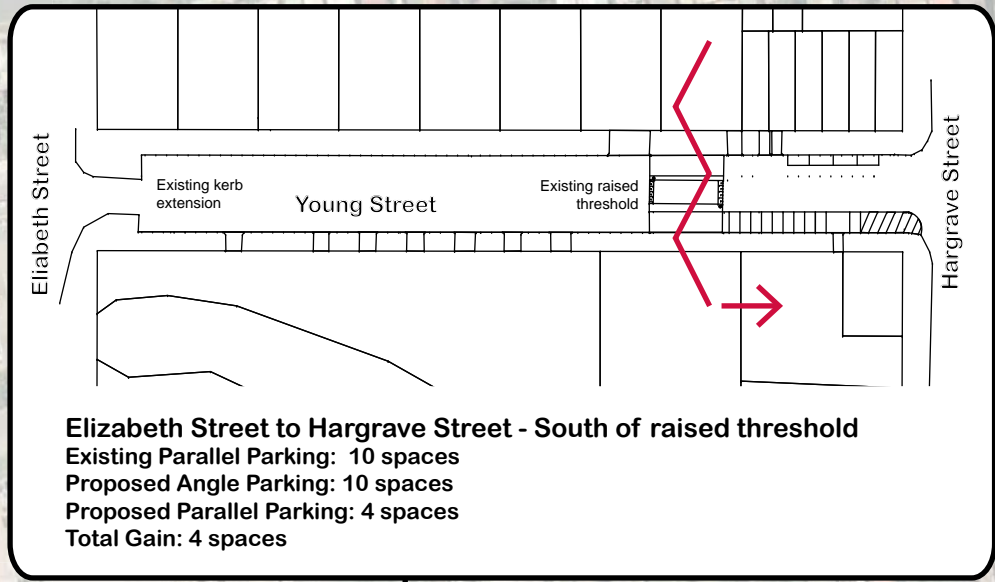 Eliabeth Street
Existing kerb
extension
Young Street
Existing raised
threshold
Hargrave Street
Elizabeth Street to Hargrave Street - South of raised threshold
Existing Parallel Parking: 10 spaces
Proposed Angle Parking: 10 spaces
Proposed Parallel Parking: 4 spaces
Total Gain: 4 spaces